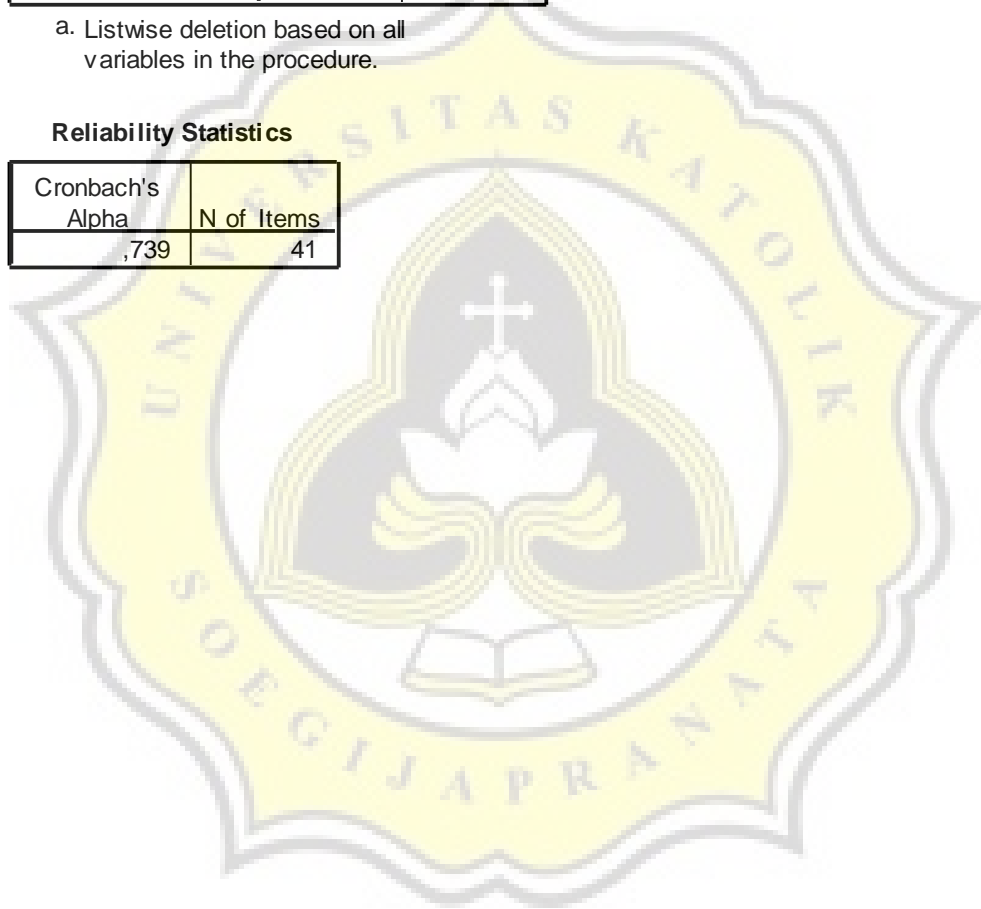 a. Listwise deletion based on all
variables in the procedure.
Reliability Statistics
Cronbach's
Alpha N of Items
,739 41
UNIVERSITAS KATOLIK
SOEGIJAPRANATA